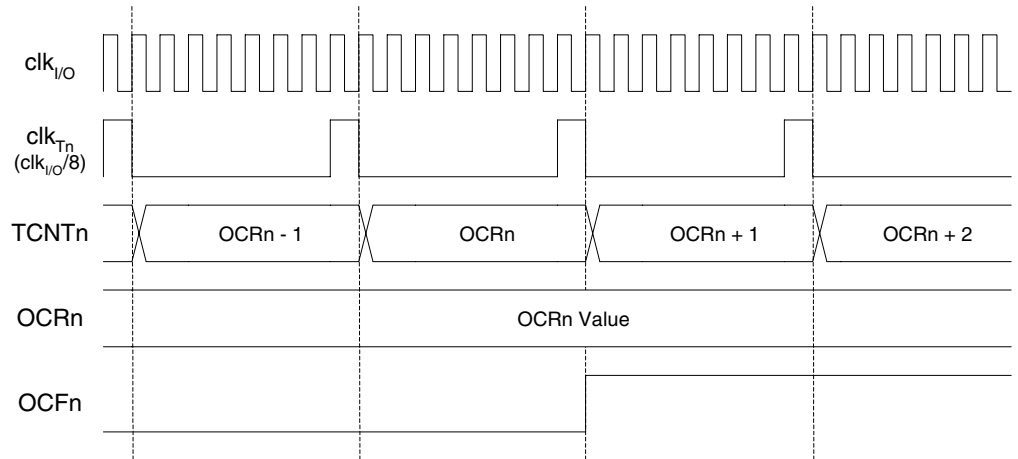 clkI/O
clkTn
(clkI/O/8)
TCNTn OCRn - 1 OCRn OCRn + 1 OCRn + 2
OCRn OCRn Value
OCFn